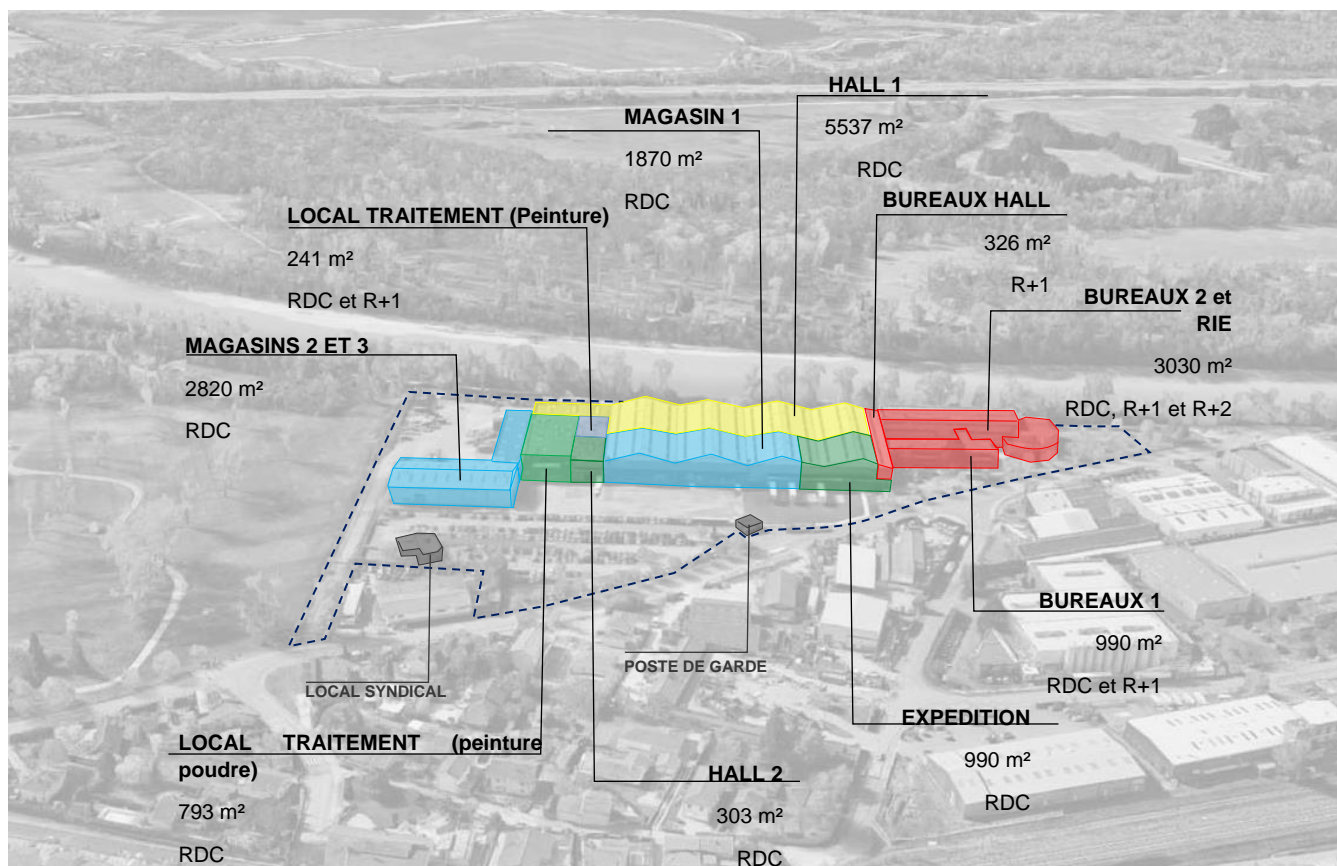 HALL 1
5537 m²
RDC
MAGASIN 1
1870 m²
RDC
BUREAUX HALL
326 m²
R+1
LOCAL TRAITEMENT (Peinture)
241 m²
RDC et R+1
BUREAUX 2 et
RIE
3030 m²
RDC, R+1 et R+2
MAGASINS 2 ET 3
2820 m²
RDC
BUREAUX 1
990 m²
RDC et R+1
POSTE DE GARDE
LOCAL SYNDICAL
EXPEDITION
990 m²
RDC
LOCAL TRAITEMENT (peinture
poudre)
793 m²
RDC
HALL 2
303 m²
RDC